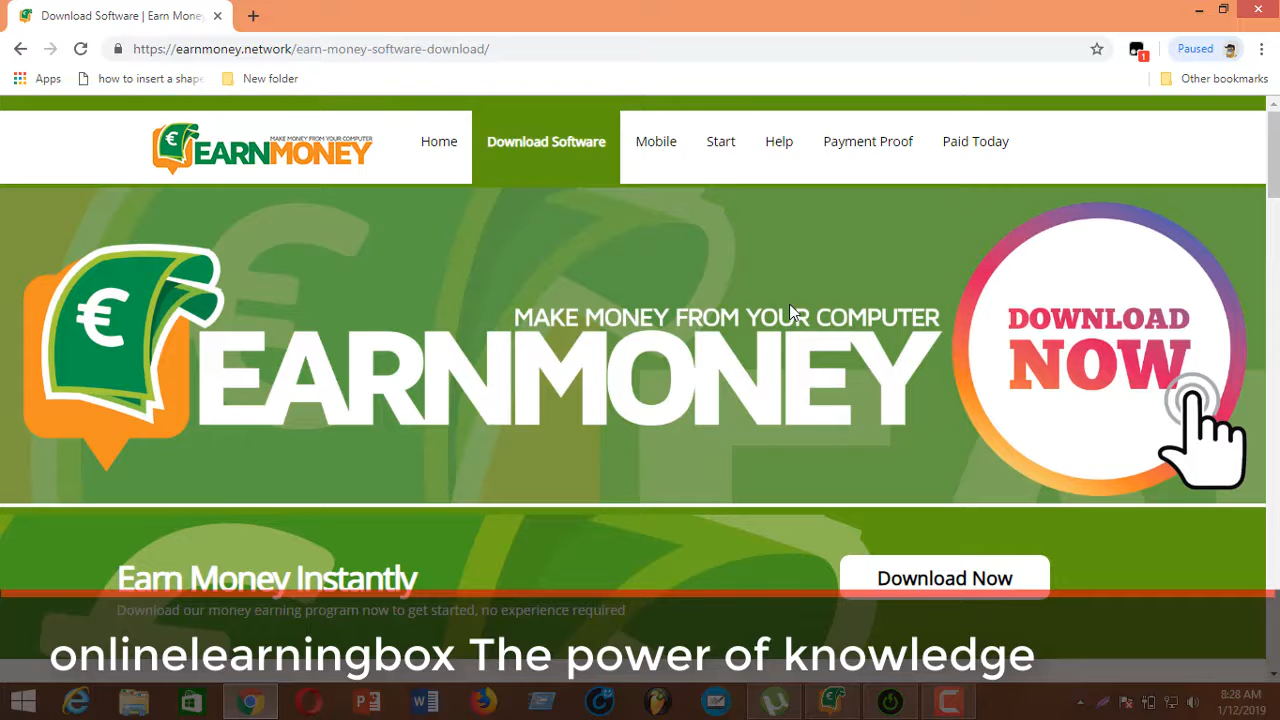 Download Software | Earn Money
https://earnmoney.network/earn-money-software-download/
Paused
1
Apps
how to insert a shape
New folder
Other bookmarks
MAKE MONEY FROM YOUR COMPUTER
€
EARNMONEY
Home
Download Software
Mobile
Start
Help
Payment Proof
Paid Today
€
MAKE MONEY FROM YOUR COMPUTER
EARNMONEY
DOWNLOAD
NOW
Earn Money Instantly
Download Now
Download our money earning program now to get started, no experience required
onlinelearningbox The power of knowledge
8:28 AM
1/12/2019